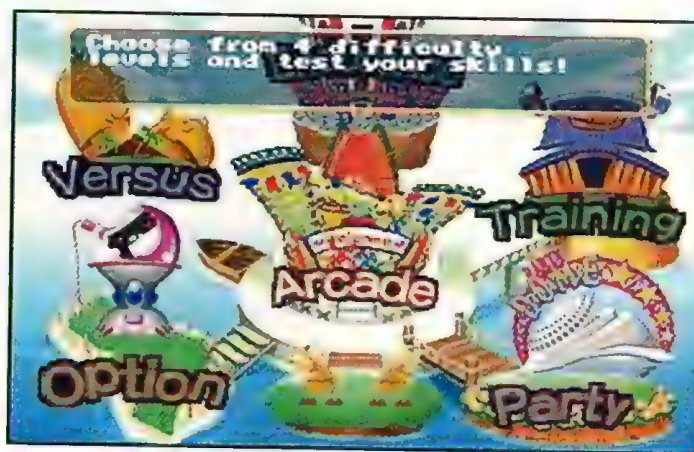 Choose from 4 difficulty
levels and test your skills!
Versus
Training
Arcade
Option
Party